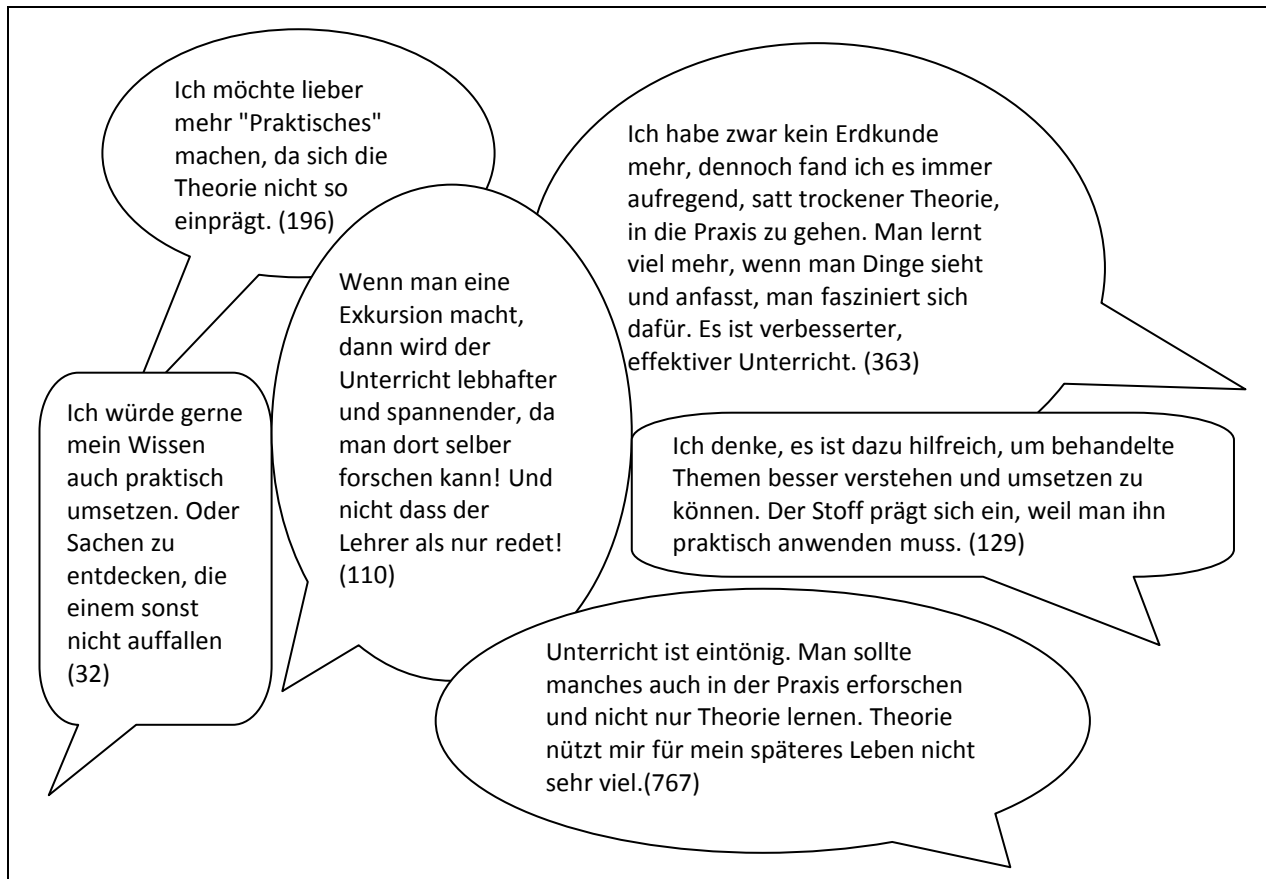 Ich möchte lieber
mehr "Praktisches"
machen, da sich die
Theorie nicht so
einprägt. (196)
Ich habe zwar kein Erdkunde
mehr, dennoch fand ich es immer
aufregend, satt trockener Theorie,
in die Praxis zu gehen. Man lernt
viel mehr, wenn man Dinge sieht
und anfasst, man fasziniert sich
dafür. Es ist verbesserter,
effektiver Unterricht. (363)
Wenn man eine
Exkursion macht,
dann wird der
Unterricht lebhafter
und spannender, da
man dort selber
forschen kann! Und
nicht dass der
Lehrer als nur redet!
(110)
Ich würde gerne
mein Wissen
auch praktisch
umsetzen. Oder
Sachen zu
entdecken, die
einem sonst
nicht auffallen
(32)
Ich denke, es ist dazu hilfreich, um behandelte
Themen besser verstehen und umsetzen zu
können. Der Stoff prägt sich ein, weil man ihn
praktisch anwenden muss. (129)
Unterricht ist eintönig. Man sollte
manches auch in der Praxis erforschen
und nicht nur Theorie lernen. Theorie
nützt mir für mein späteres Leben nicht
sehr viel.(767)